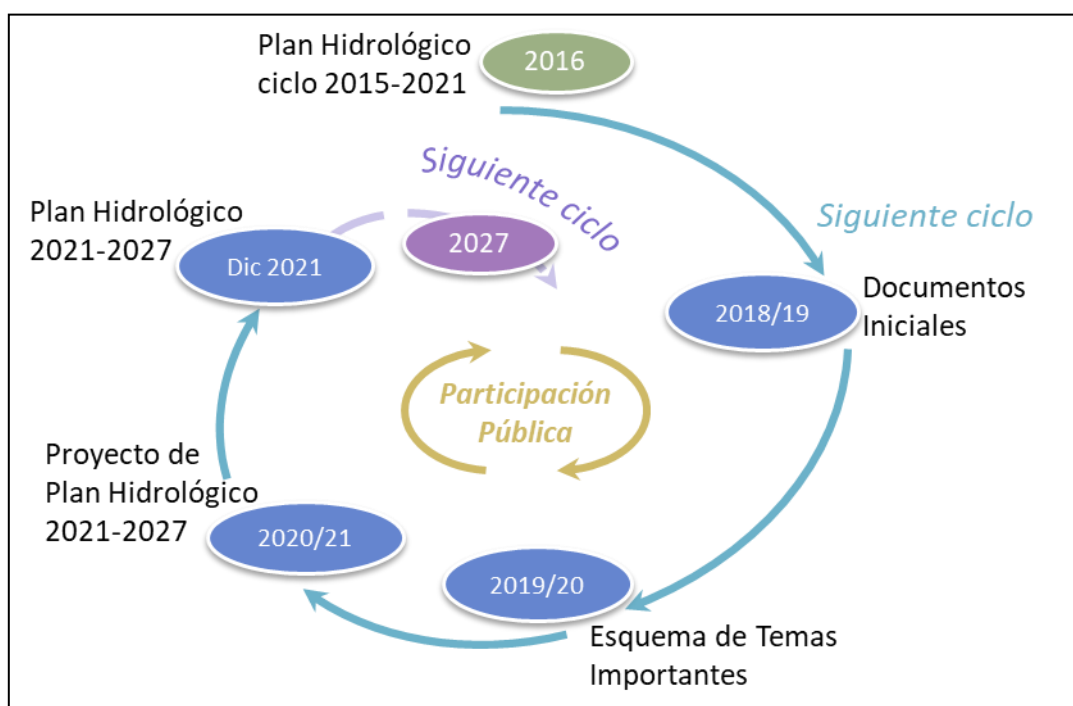 Plan Hidrológico
ciclo 2015-2021
2016
Siguiente ciclo
Siguiente ciclo
Plan Hidrológico
2021-2027
Dic 2021
2027
2018/19
Documentos
Iniciales
Participación
Pública
Proyecto de
Plan Hidrológico
2021-2027
2020/21
2019/20
Esquema de Temas
Importantes